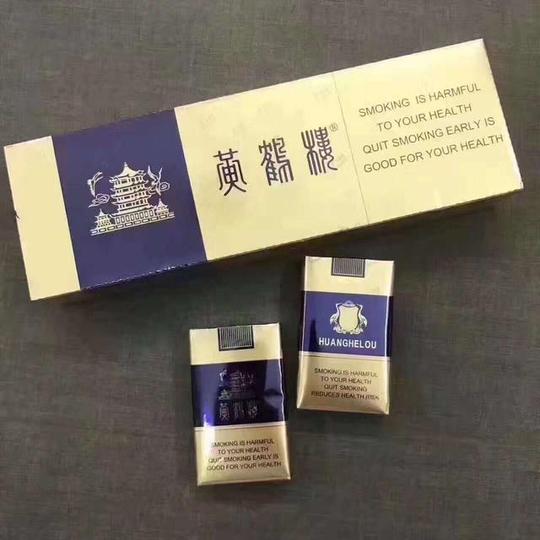 黄鶴樓®
SMOKING IS HARMFUL
TO YOUR HEALTH
QUIT SMOKING EARLY IS
GOOD FOR YOUR HEALTH
黄鶴樓
SMOKING IS HARMFUL
TO YOUR HEALTH
QUIT SMOKING EARLY IS
GOOD FOR YOUR HEALTH
HUANGHELOU
SMOKING IS HARMFUL
TO YOUR HEALTH
QUIT SMOKING
REDUCES HEALTH RISK